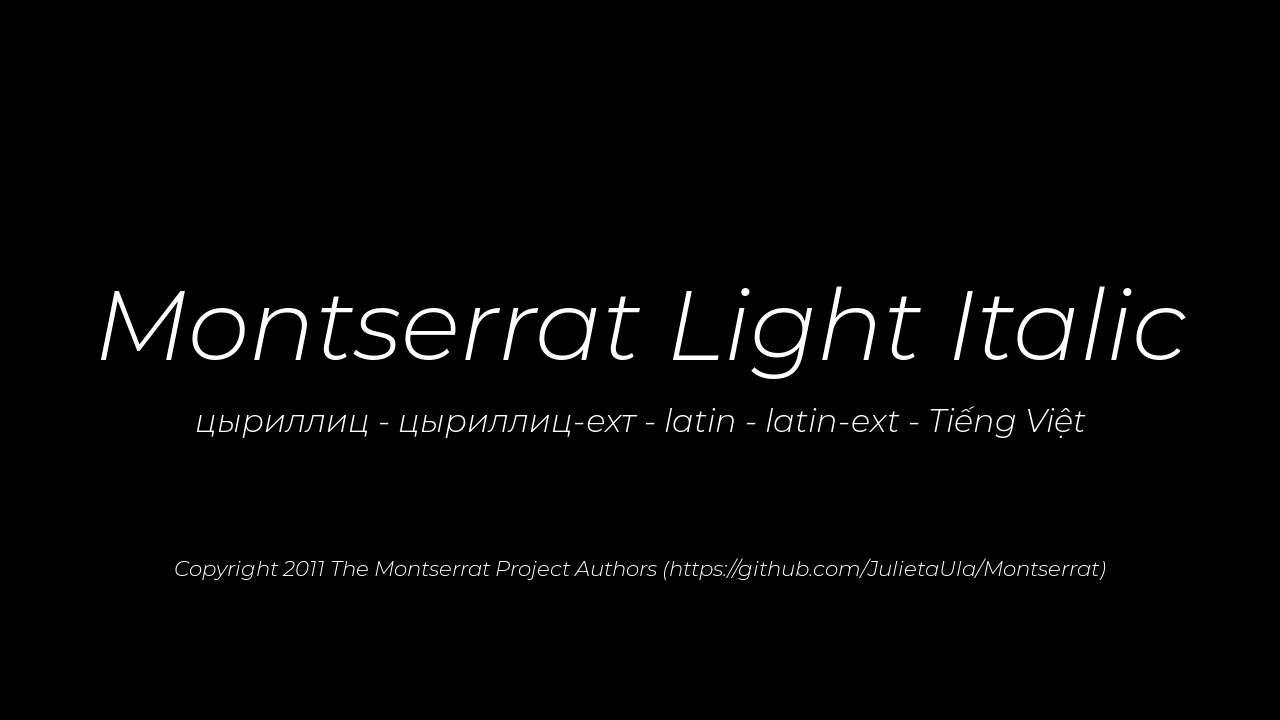 Montserrat Light Italic
цыриллиц - цыриллиц-ехт - latin - latin-ext - Tiếng Việt
Copyright 2011 The Montserrat Project Authors (https://github.com/JulietaUla/Montserrat)